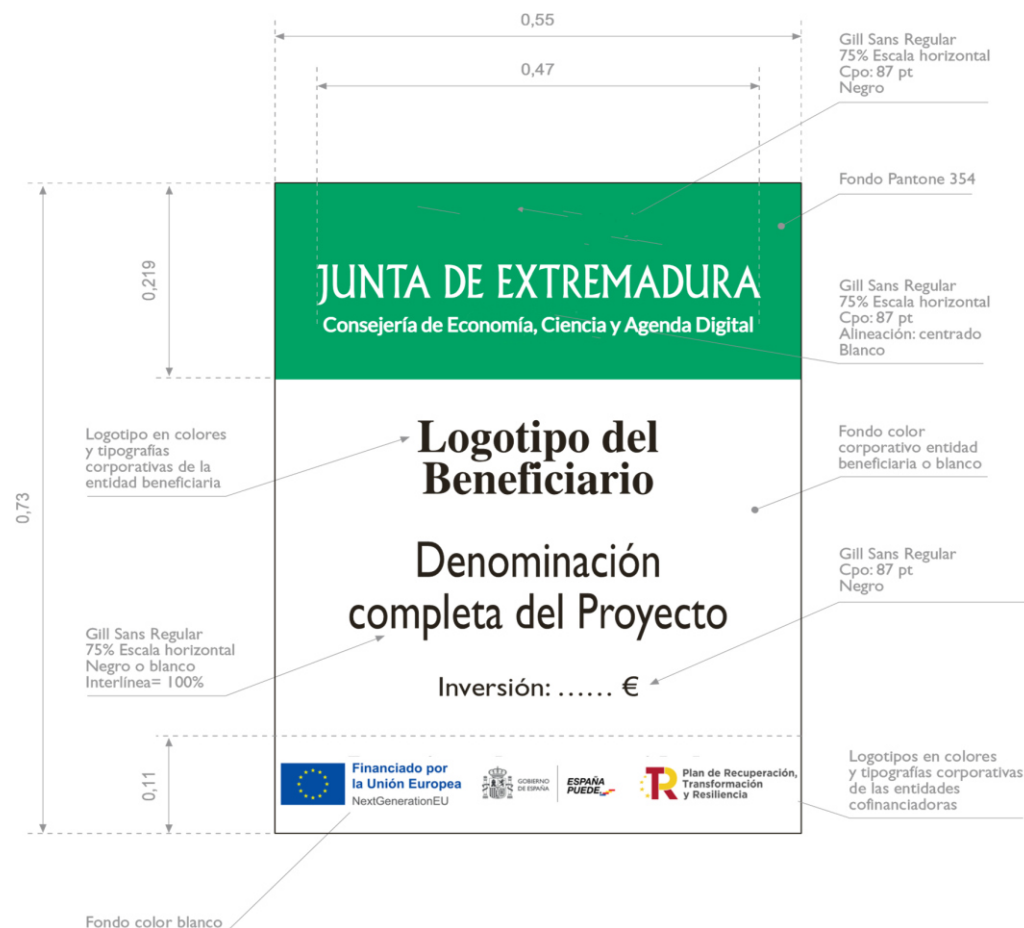 0,55
0,47
Gill Sans Regular
75% Escala horizontal
Cpo: 87 pt
Negro
Fondo Pantone 354
0,219
JUNTA DE EXTREMADURA
Consejería de Economía, Ciencia y Agenda Digital
Gill Sans Regular
75% Escala horizontal
Cpo: 87 pt
Alineación: centrado
Blanco
Logotipo en colores
y tipografías
corporativas de la
entidad beneficiaria
Logotipo del
Beneficiario
Fondo color
corporativo entidad
beneficiaria o blanco
0,73
Denominación
completa del Proyecto
Gill Sans Regular
Cpo: 87 pt
Negro
Gill Sans Regular
75% Escala horizontal
Negro o blanco
Interlínea= 100%
Inversión: ...... €
0,11
Financiado por
la Unión Europea
NextGenerationEU
GOBIERNO
DE ESPAÑA
ESPAÑA
PUEDE
TR
Plan de Recuperación,
Transformación
y Resiliencia
Logotipos en colores
y tipografías corporativas
de las entidades
cofinanciadoras
Fondo color blanco